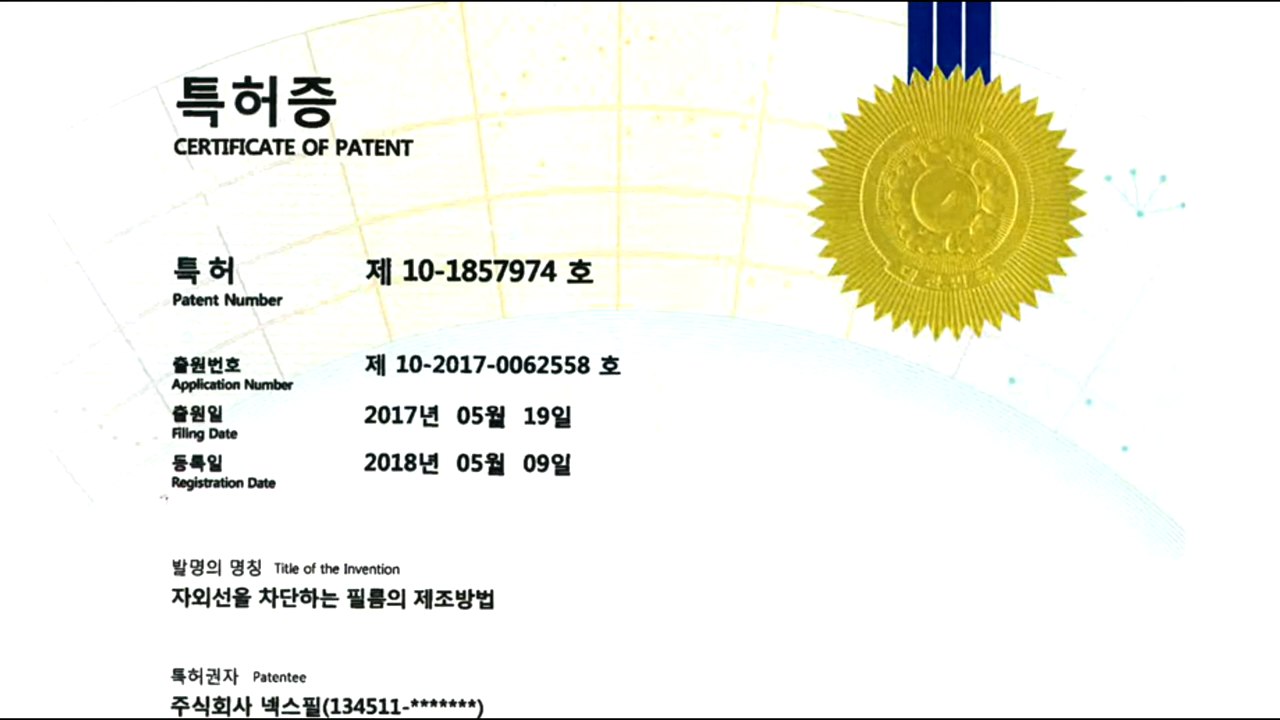 특허증
CERTIFICATE OF PATENT
특 허 제 10-1857974 호
Patent Number
출원번호 제 10-2017-0062558 호
Application Number
출원일 2017년 05월 19일
Filing Date
등록일 2018년 05월 09일
Registration Date
발명의 명칭 Title of the Invention
자외선을 차단하는 필름의 제조방법
특허권자 Patentee
주식회사 넥스필(134511-*******)